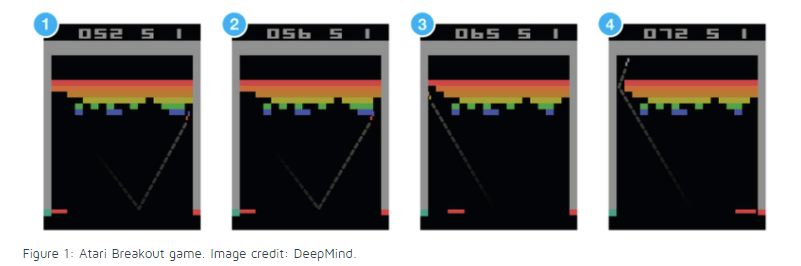 1 2 3 4
052 5 1 056 5 1 065 5 1 072 5 1
Figure 1: Atari Breakout game. Image credit: DeepMind.